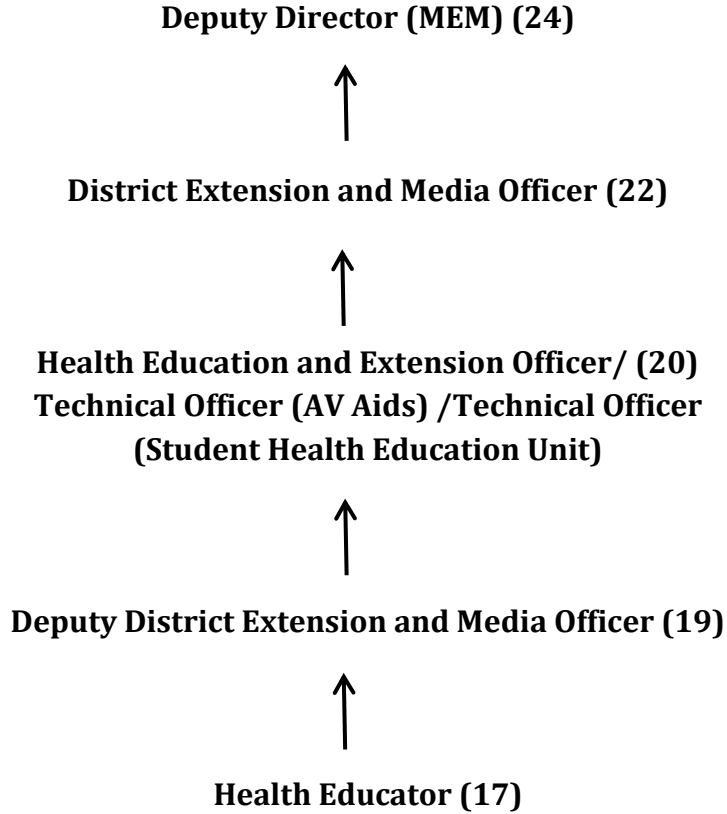 Deputy Director (MEM) (24)
District Extension and Media Officer (22)
Health Education and Extension Officer/ (20)
Technical Officer (AV Aids) /Technical Officer
(Student Health Education Unit)
Deputy District Extension and Media Officer (19)
Health Educator (17)